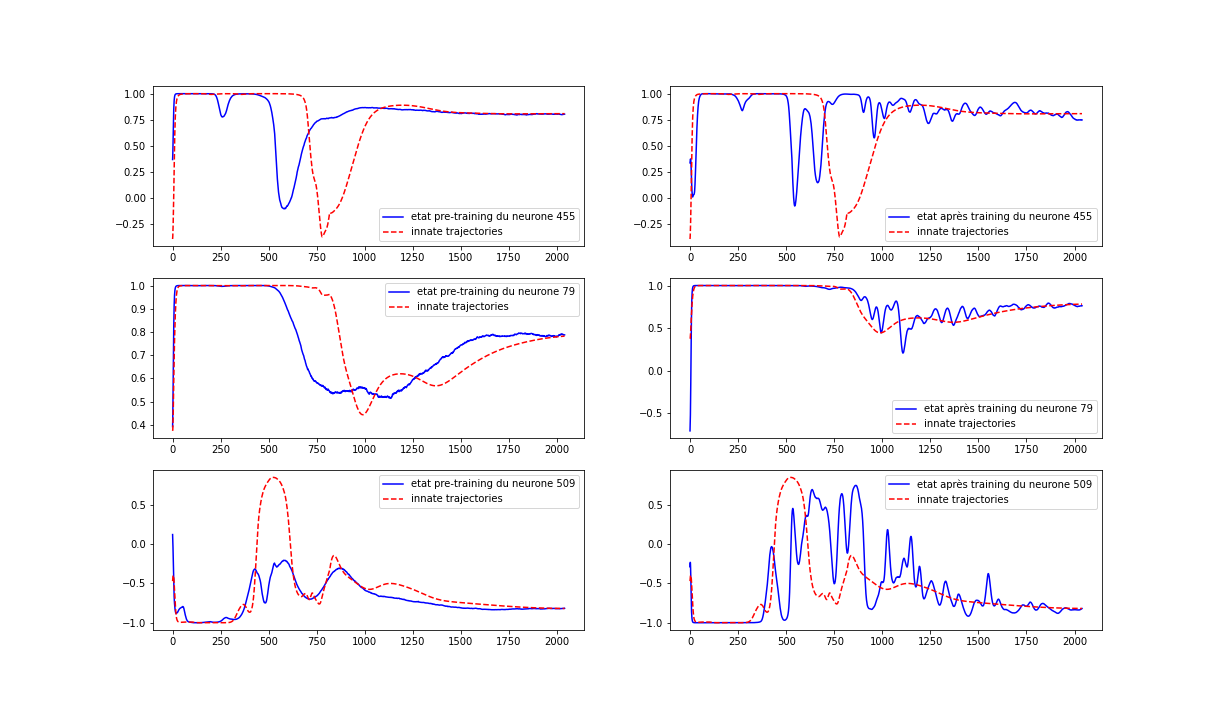 1.00
0.75
0.50
0.25
0.00
−0.25
etat pre-training du neurone 455
innate trajectories
0 250 500 750 1000 1250 1500 1750 2000
1.00
0.75
0.50
0.25
0.00
−0.25
etat après training du neurone 455
innate trajectories
0 250 500 750 1000 1250 1500 1750 2000
1.0
0.9
0.8
0.7
0.6
0.5
0.4
etat pre-training du neurone 79
innate trajectories
0 250 500 750 1000 1250 1500 1750 2000
1.0
0.5
0.0
−0.5
etat après training du neurone 79
innate trajectories
0 250 500 750 1000 1250 1500 1750 2000
0.5
0.0
−0.5
−1.0
etat pre-training du neurone 509
innate trajectories
0 250 500 750 1000 1250 1500 1750 2000
0.5
0.0
−0.5
−1.0
etat après training du neurone 509
innate trajectories
0 250 500 750 1000 1250 1500 1750 2000